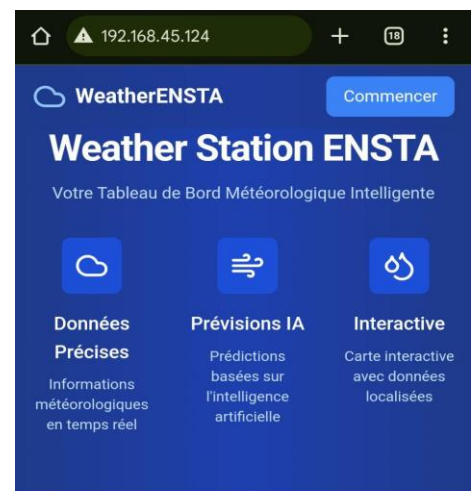 192.168.45.124
18
WeatherENSTA
Commencer
Weather Station ENSTA
Votre Tableau de Bord Météorologique Intelligente
Données
Précises
Informations
météorologiques
en temps réel
Prévisions IA
Prédictions
basées sur
l'intelligence
artificielle
Interactive
Carte interactive
avec données
localisées